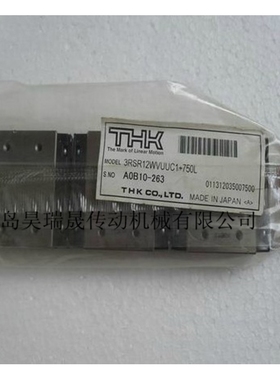 THK
The Mark of Linear Motion
MODEL 3RSR12WVUUC1+750L
S.NO A0B10-263
011312035007500
THK CO., LTD. MADE IN JAPAN <A>
岛昊瑞晟传动机械有限公司